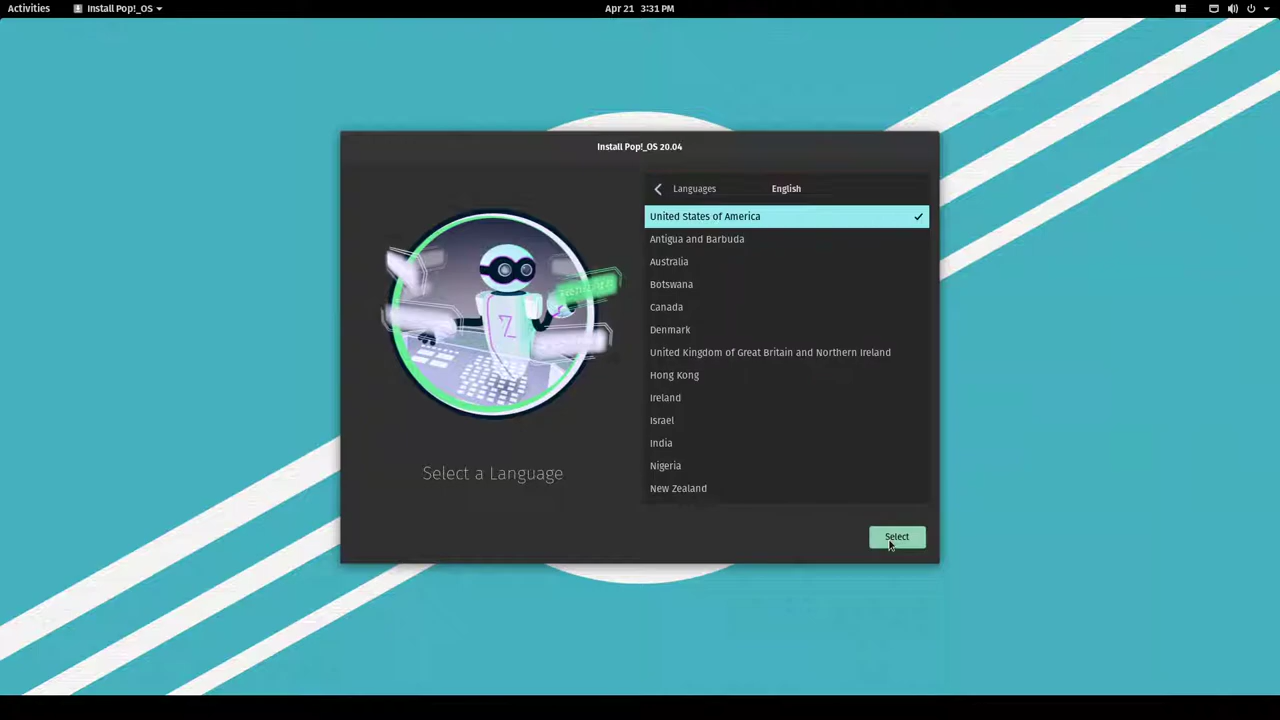 Activities
Install Pop!_OS
Apr 21 3:31 PM
Install Pop!_OS 20.04
Languages
English
United States of America
Antigua and Barbuda
Australia
Botswana
Canada
Denmark
United Kingdom of Great Britain and Northern Ireland
Hong Kong
Ireland
Israel
India
Nigeria
New Zealand
Select a Language
Select